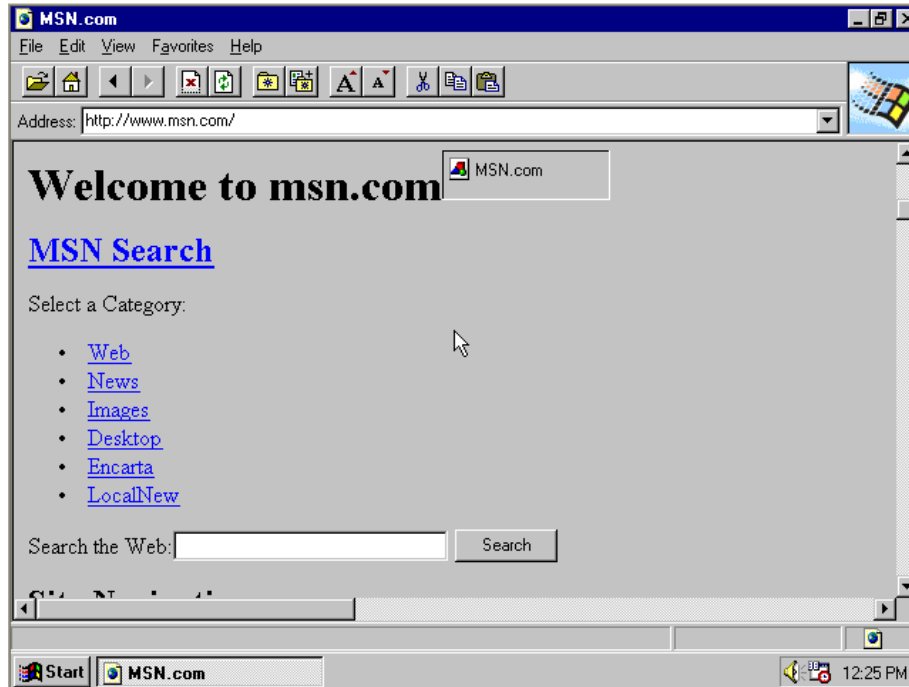 MSN.com
File Edit View Favorites Help
Address: http://www.msn.com/
Welcome to msn.com MSN.com
MSN Search
Select a Category:
• Web
• News
• Images
• Desktop
• Encarta
• LocalNew
Search the Web: Search
Site Navigation
Start MSN.com 12:25 PM